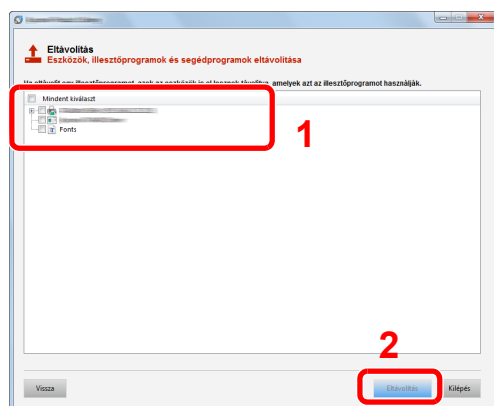 Eltávolítás
Eszközök, illesztőprogramok és segédprogramok eltávolítása
Ha eltávolít egy illesztőprogramot, azok az eszközök is el lesznek távolítva, amelyek azt az illesztőprogramot használják.
Mindent kiválaszt
1
Fonts
2
Vissza
Eltávolítás
Kilépés